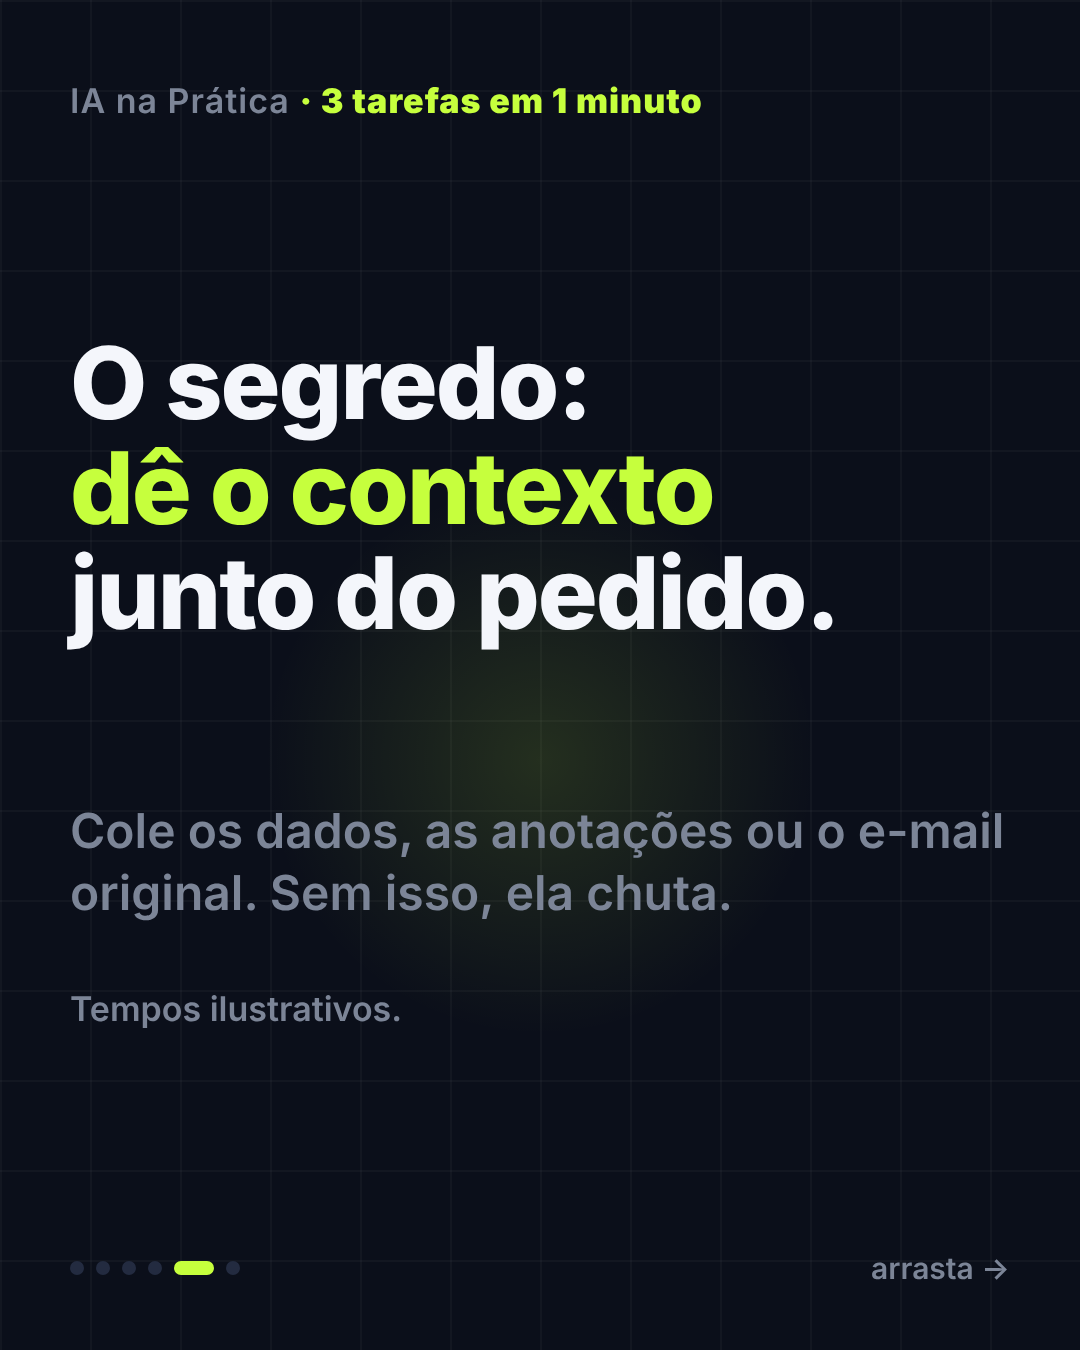 IA na Prática · 3 tarefas em 1 minuto
O segredo:
dê o contexto
junto do pedido.
Cole os dados, as anotações ou o e-mail
original. Sem isso, ela chuta.
Tempos ilustrativos.
arrasta →